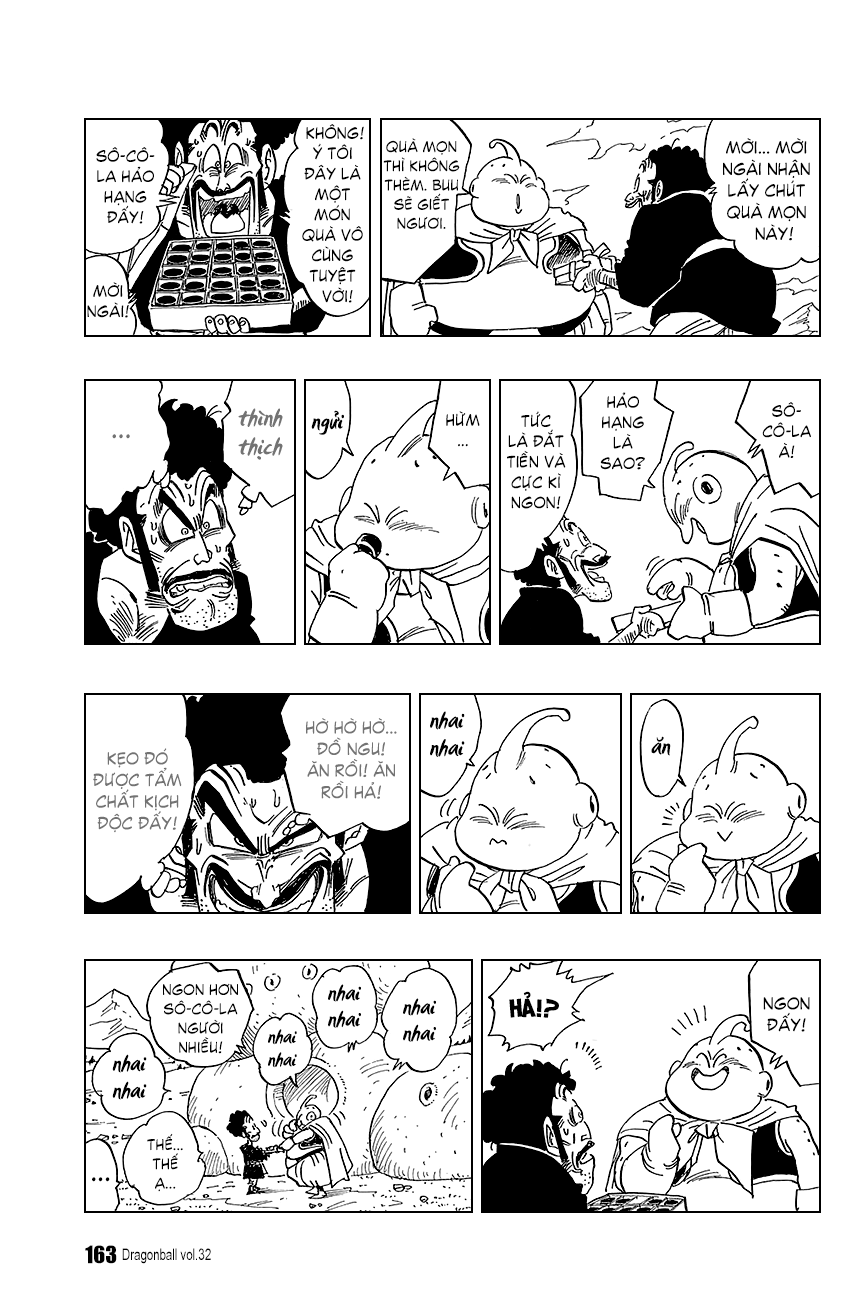 MỜI... MỜI
NGÀI NHẬN
LẤY CHÚT
QUÀ MỌN
NÀY!
QUÀ MỌN
THÌ KHÔNG
THÈM. BUU
SẼ GIẾT
NGƯƠI.
KHÔNG!
Ý TÔI
ĐÂY LÀ
MỘT
MÓN
QUÀ VÔ
CÙNG
TUYỆT
VỜI!
SÔ-CÔ-
LA HẢO
HẠNG
ĐẤY!
MỜI
NGÀI!
SÔ-
CÔ-LA
À!
HẢO
HẠNG
LÀ
SAO?
TỨC
LÀ ĐẮT
TIỀN VÀ
CỰC KÌ
NGON!
HỪM
...
ngửi
thình
thịch
...
ăn
nhai
nhai
HỜ HỜ HỜ...
ĐỒ NGU!
ĂN RỒI! ĂN
RỒI HẢ!
KẸO ĐÓ
ĐƯỢC TẨM
CHẤT KỊCH
ĐỘC ĐẤY!
NGON
ĐẤY!
HẢ!?
nhai
nhai
nhai
nhai
nhai
nhai
NGON HƠN
SÔ-CÔ-LA
NGƯỜI
NHIỀU!
nhai
nhai
THẾ...
THẾ
Ạ...
...
163 Dragonball vol.32